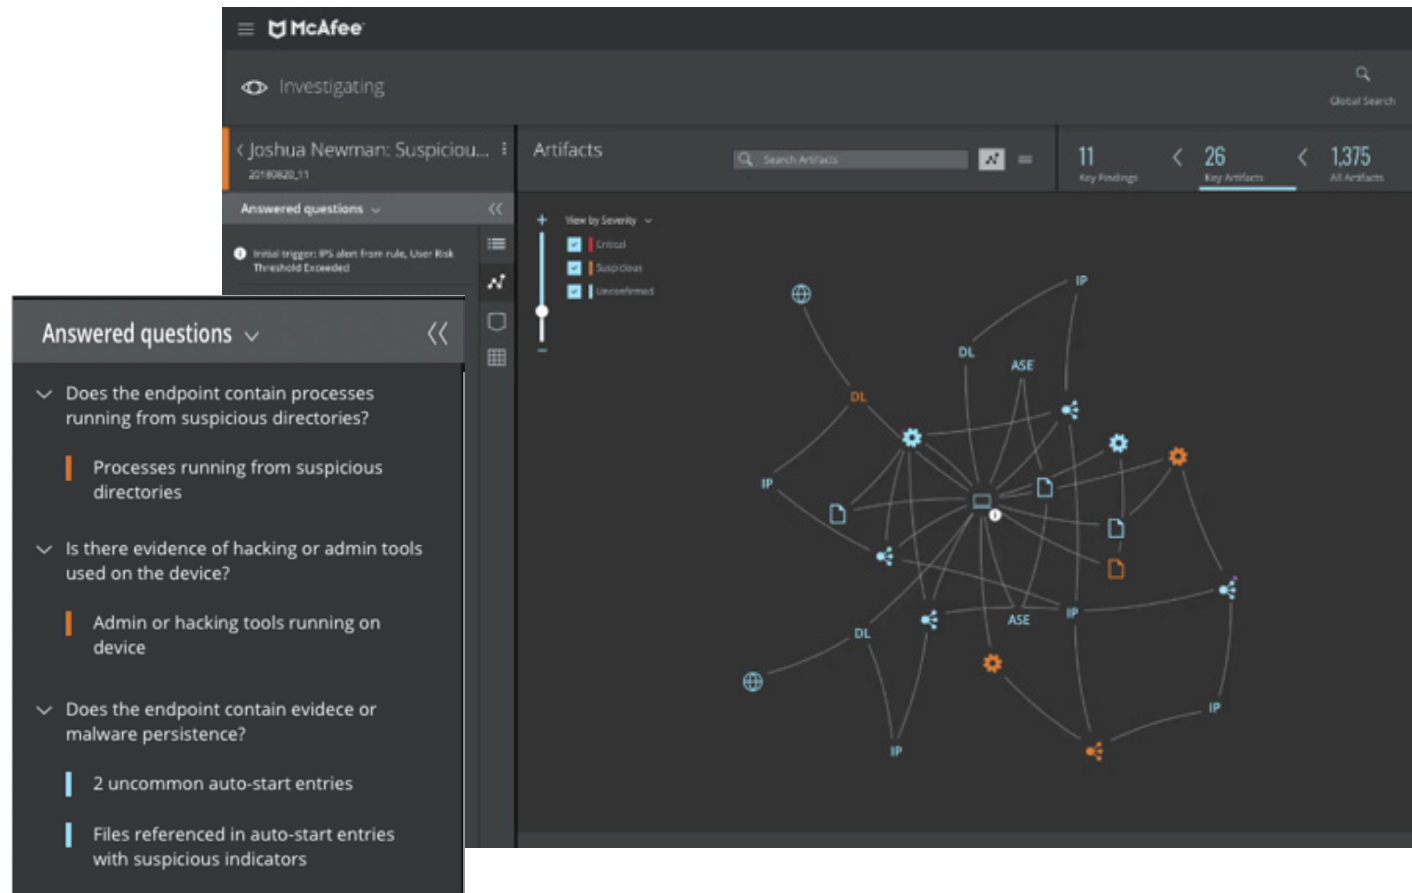 McAfee
Investigating
Global Search
Joshua Newman: Suspiciou...
20180820_11
Artifacts
Search Artifacts
11
Key Findings
26
Key Artifacts
1,375
All Artifacts
Answered questions
Initial trigger: IPS alert from rule, User Risk
Threshold Exceeded
View by Severity
Critical
Suspicious
Unconfirmed
IP
DL
ASE
DL
IP
IP
ASE
DL
IP
IP
Answered questions
Does the endpoint contain processes
running from suspicious directories?
Processes running from suspicious
directories
Is there evidence of hacking or admin tools
used on the device?
Admin or hacking tools running on
device
Does the endpoint contain evidece or
malware persistence?
2 uncommon auto-start entries
Files referenced in auto-start entries
with suspicious indicators